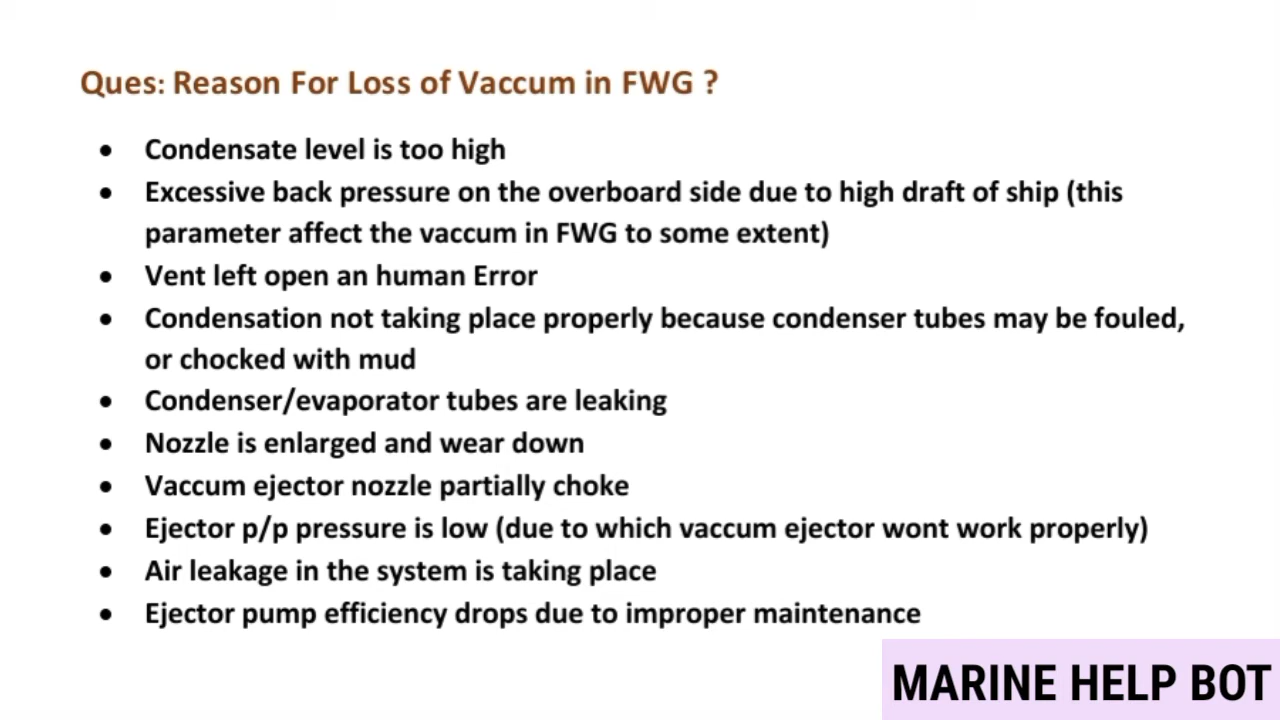 Ques: Reason For Loss of Vaccum in FWG ?
• Condensate level is too high
• Excessive back pressure on the overboard side due to high draft of ship (this
parameter affect the vaccum in FWG to some extent)
• Vent left open an human Error
• Condensation not taking place properly because condenser tubes may be fouled,
or chocked with mud
• Condenser/evaporator tubes are leaking
• Nozzle is enlarged and wear down
• Vaccum ejector nozzle partially choke
• Ejector p/p pressure is low (due to which vaccum ejector wont work properly)
• Air leakage in the system is taking place
• Ejector pump efficiency drops due to improper maintenance
MARINE HELP BOT